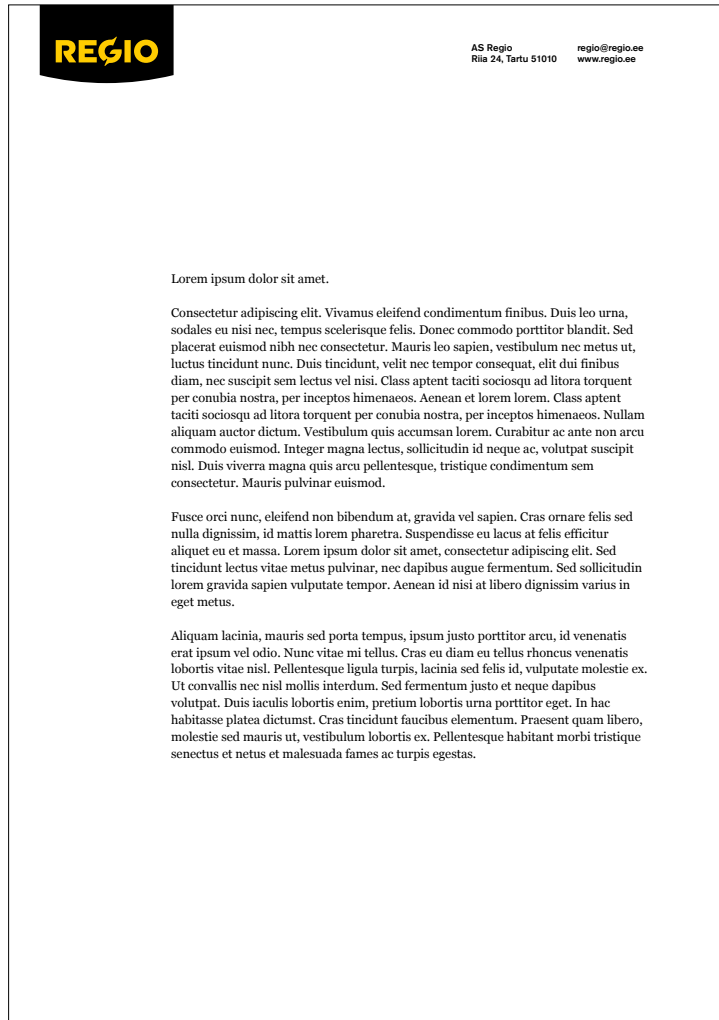 REGIO
AS Regio
Riia 24, Tartu 51010
regio@regio.ee
www.regio.ee
Lorem ipsum dolor sit amet.
Consectetur adipiscing elit. Vivamus eleifend condimentum finibus. Duis leo urna,
sodales eu nisi nec, tempus scelerisque felis. Donec commodo porttitor blandit. Sed
placerat euismod nibh nec consectetur. Mauris leo sapien, vestibulum nec metus ut,
luctus tincidunt nunc. Duis tincidunt, velit nec tempor consequat, elit dui finibus
diam, nec suscipit sem lectus vel nisi. Class aptent taciti sociosqu ad litora torquent
per conubia nostra, per inceptos himenaeos. Aenean et lorem lorem. Class aptent
taciti sociosqu ad litora torquent per conubia nostra, per inceptos himenaeos. Nullam
aliquam auctor dictum. Vestibulum quis accumsan lorem. Curabitur ac ante non arcu
commodo euismod. Integer magna lectus, sollicitudin id neque ac, volutpat suscipit
nisl. Duis viverra magna quis arcu pellentesque, tristique condimentum sem
consectetur. Mauris pulvinar euismod.
Fusce orci nunc, eleifend non bibendum at, gravida vel sapien. Cras ornare felis sed
nulla dignissim, id mattis lorem pharetra. Suspendisse eu lacus at felis efficitur
aliquet eu et massa. Lorem ipsum dolor sit amet, consectetur adipiscing elit. Sed
tincidunt lectus vitae metus pulvinar, nec dapibus augue fermentum. Sed sollicitudin
lorem gravida sapien vulputate tempor. Aenean id nisi at libero dignissim varius in
eget metus.
Aliquam lacinia, mauris sed porta tempus, ipsum justo porttitor arcu, id venenatis
erat ipsum vel odio. Nunc vitae mi tellus. Cras eu diam eu tellus rhoncus venenatis
lobortis vitae nisl. Pellentesque ligula turpis, lacinia sed felis id, vulputate molestie ex.
Ut convallis nec nisl mollis interdum. Sed fermentum justo et neque dapibus
volutpat. Duis iaculis lobortis enim, pretium lobortis urna porttitor eget. In hac
habitasse platea dictumst. Cras tincidunt faucibus elementum. Praesent quam libero,
molestie sed mauris ut, vestibulum lobortis ex. Pellentesque habitant morbi tristique
senectus et netus et malesuada fames ac turpis egestas.